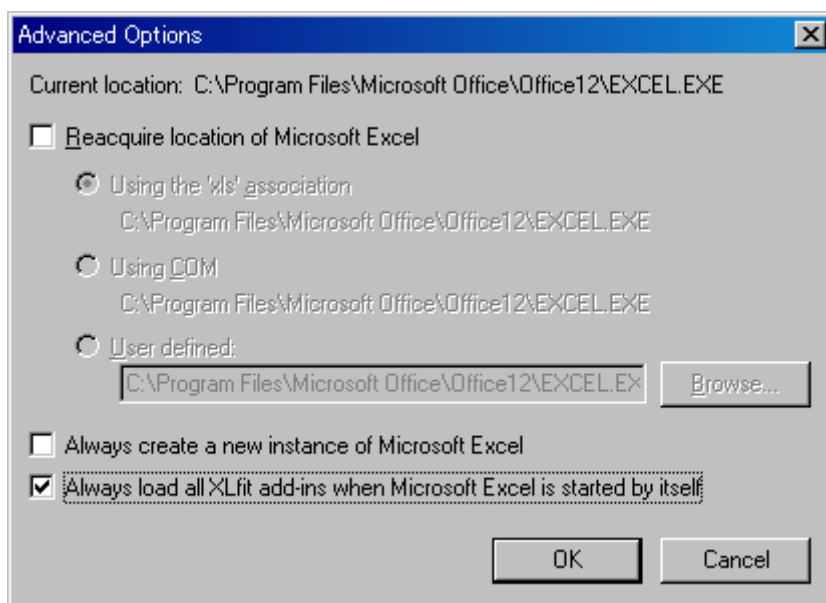 Advanced Options
Current location: C:\Program Files\Microsoft Office\Office12\EXCEL.EXE
Reacquire location of Microsoft Excel
Using the 'xls' association
C:\Program Files\Microsoft Office\Office12\EXCEL.EXE
Using COM
C:\Program Files\Microsoft Office\Office12\EXCEL.EXE
User defined:
C:\Program Files\Microsoft Office\Office12\EXCEL.EX
Browse...
Always create a new instance of Microsoft Excel
Always load all XLfit add-ins when Microsoft Excel is started by itself
OK
Cancel